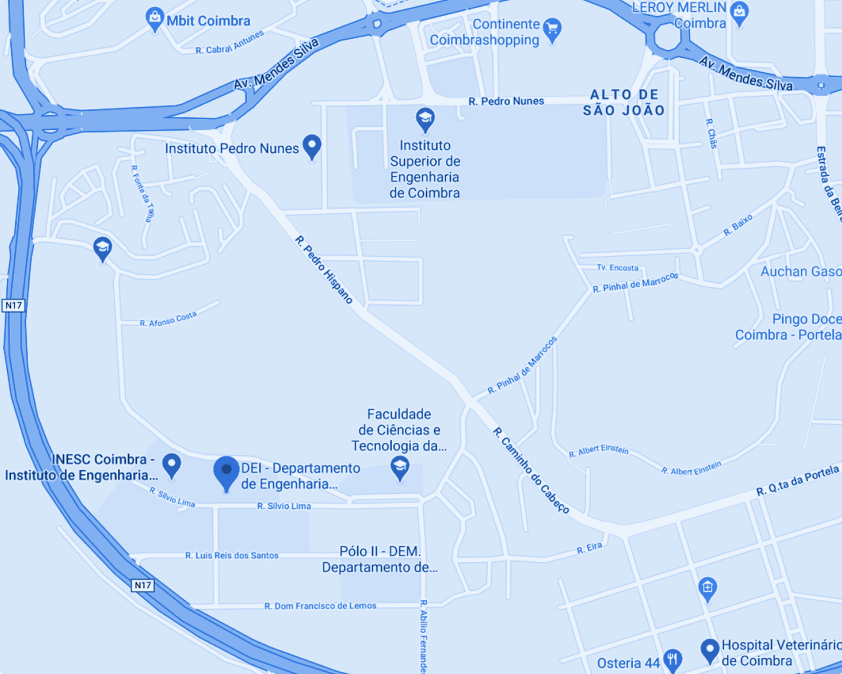 LEROY MERLIN
Coimbra
Mbit Coimbra
Continente
Coimbrashopping
R. Cabral Antunes
Av. Mendes Silva
Av. Mendes Silva
ALTO DE
SÃO JOÃO
R. Pedro Nunes
Instituto Pedro Nunes
Instituto
Superior de
Engenharia
de Coimbra
R. Chãs
Estrada da Beira
R. Fonte da Talha
R. Baixo
R. Pedro Hispano
Tv. Encosta
R. Pinhal de Marrocos
Auchan Gaso
N17
R. Afonso Costa
Pingo Doce
Coimbra - Portela
R. Pinhal de Marrocos
Faculdade
de Ciências e
Tecnologia da...
R. Caminho do Cabeço
R. Albert Einstein
R. Albert Einstein
INESC Coimbra -
Instituto de Engenharia...
DEI - Departamento
de Engenharia...
R. Silvio Lima
R. Silvio Lima
R. Q.ta da Portela
R. Eira
R. Luis Reis dos Santos
Pólo II - DEM.
Departamento de...
N17
R. Dom Francisco de Lemos
R. Abílio Fernandes
Hospital Veterinário
de Coimbra
Osteria 44